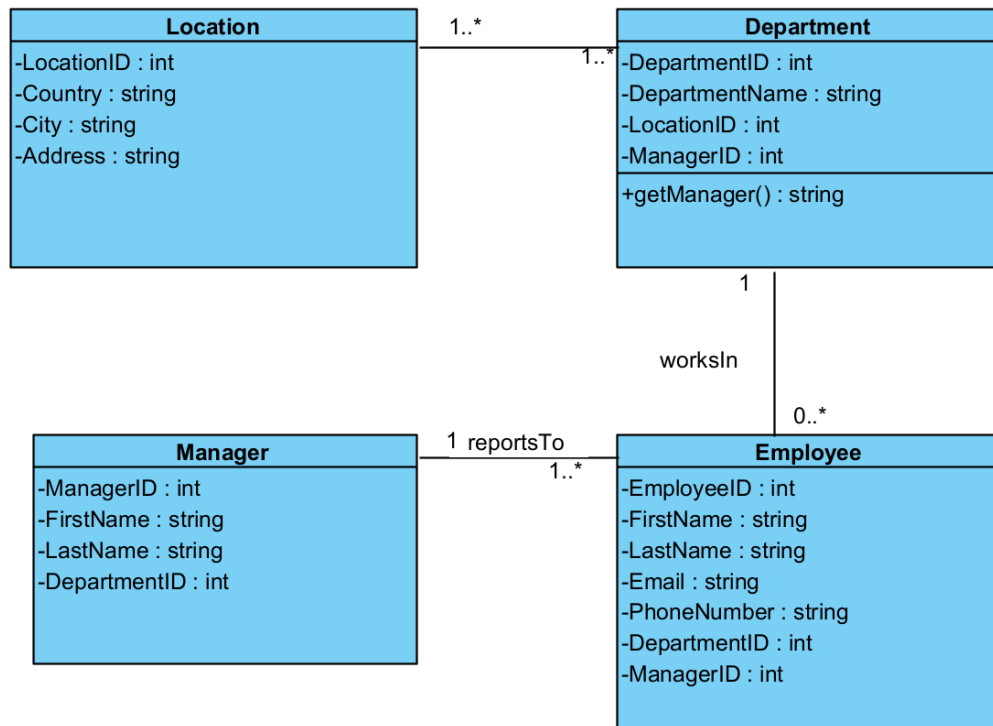 Location
-LocationID : int
-Country : string
-City : string
-Address : string
1..*
1..*
Department
-DepartmentID : int
-DepartmentName : string
-LocationID : int
-ManagerID : int
+getManager() : string
1
worksIn
0..*
Manager
-ManagerID : int
-FirstName : string
-LastName : string
-DepartmentID : int
1 reportsTo
1..*
Employee
-EmployeeID : int
-FirstName : string
-LastName : string
-Email : string
-PhoneNumber : string
-DepartmentID : int
-ManagerID : int